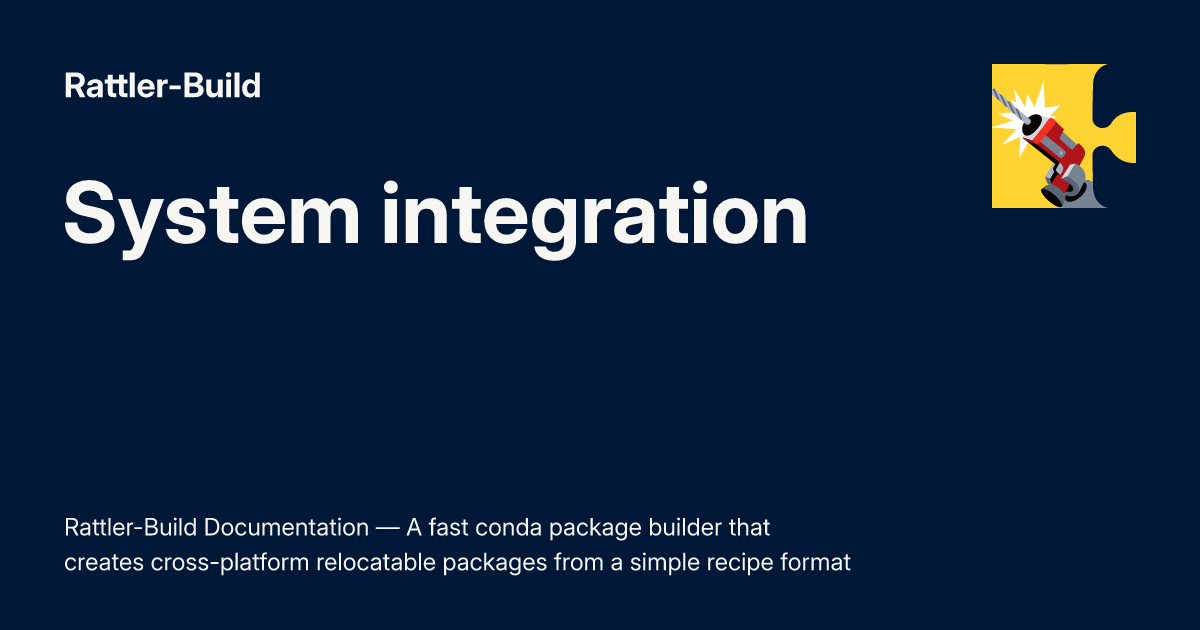 Rattler-Build
System integration
Rattler-Build Documentation — A fast conda package builder that
creates cross-platform relocatable packages from a simple recipe format